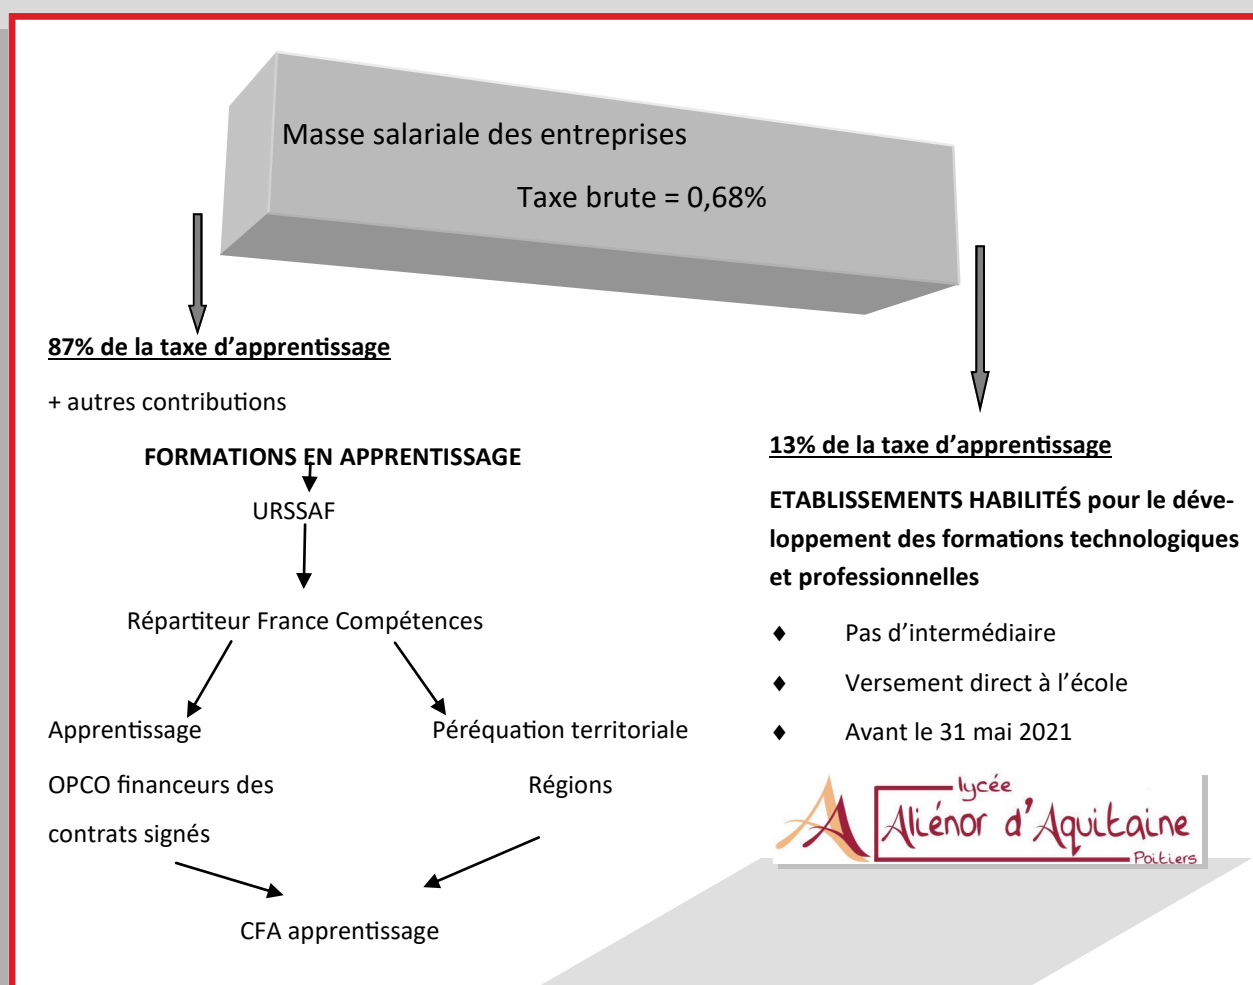 Masse salariale des entreprises
Taxe brute = 0,68%
87% de la taxe d’apprentissage
+ autres contributions
FORMATIONS EN APPRENTISSAGE
URSSAF
Répartiteur France Compétences
Apprentissage
Péréquation territoriale
OPCO financeurs des
contrats signés
Régions
CFA apprentissage
13% de la taxe d’apprentissage
ETABLISSEMENTS HABILITÉS pour le déve-
loppement des formations technologiques
et professionnelles
♦ Pas d’intermédiaire
♦ Versement direct à l’école
♦ Avant le 31 mai 2021
lycée
Aliénor d'Aquitaine
Poitiers